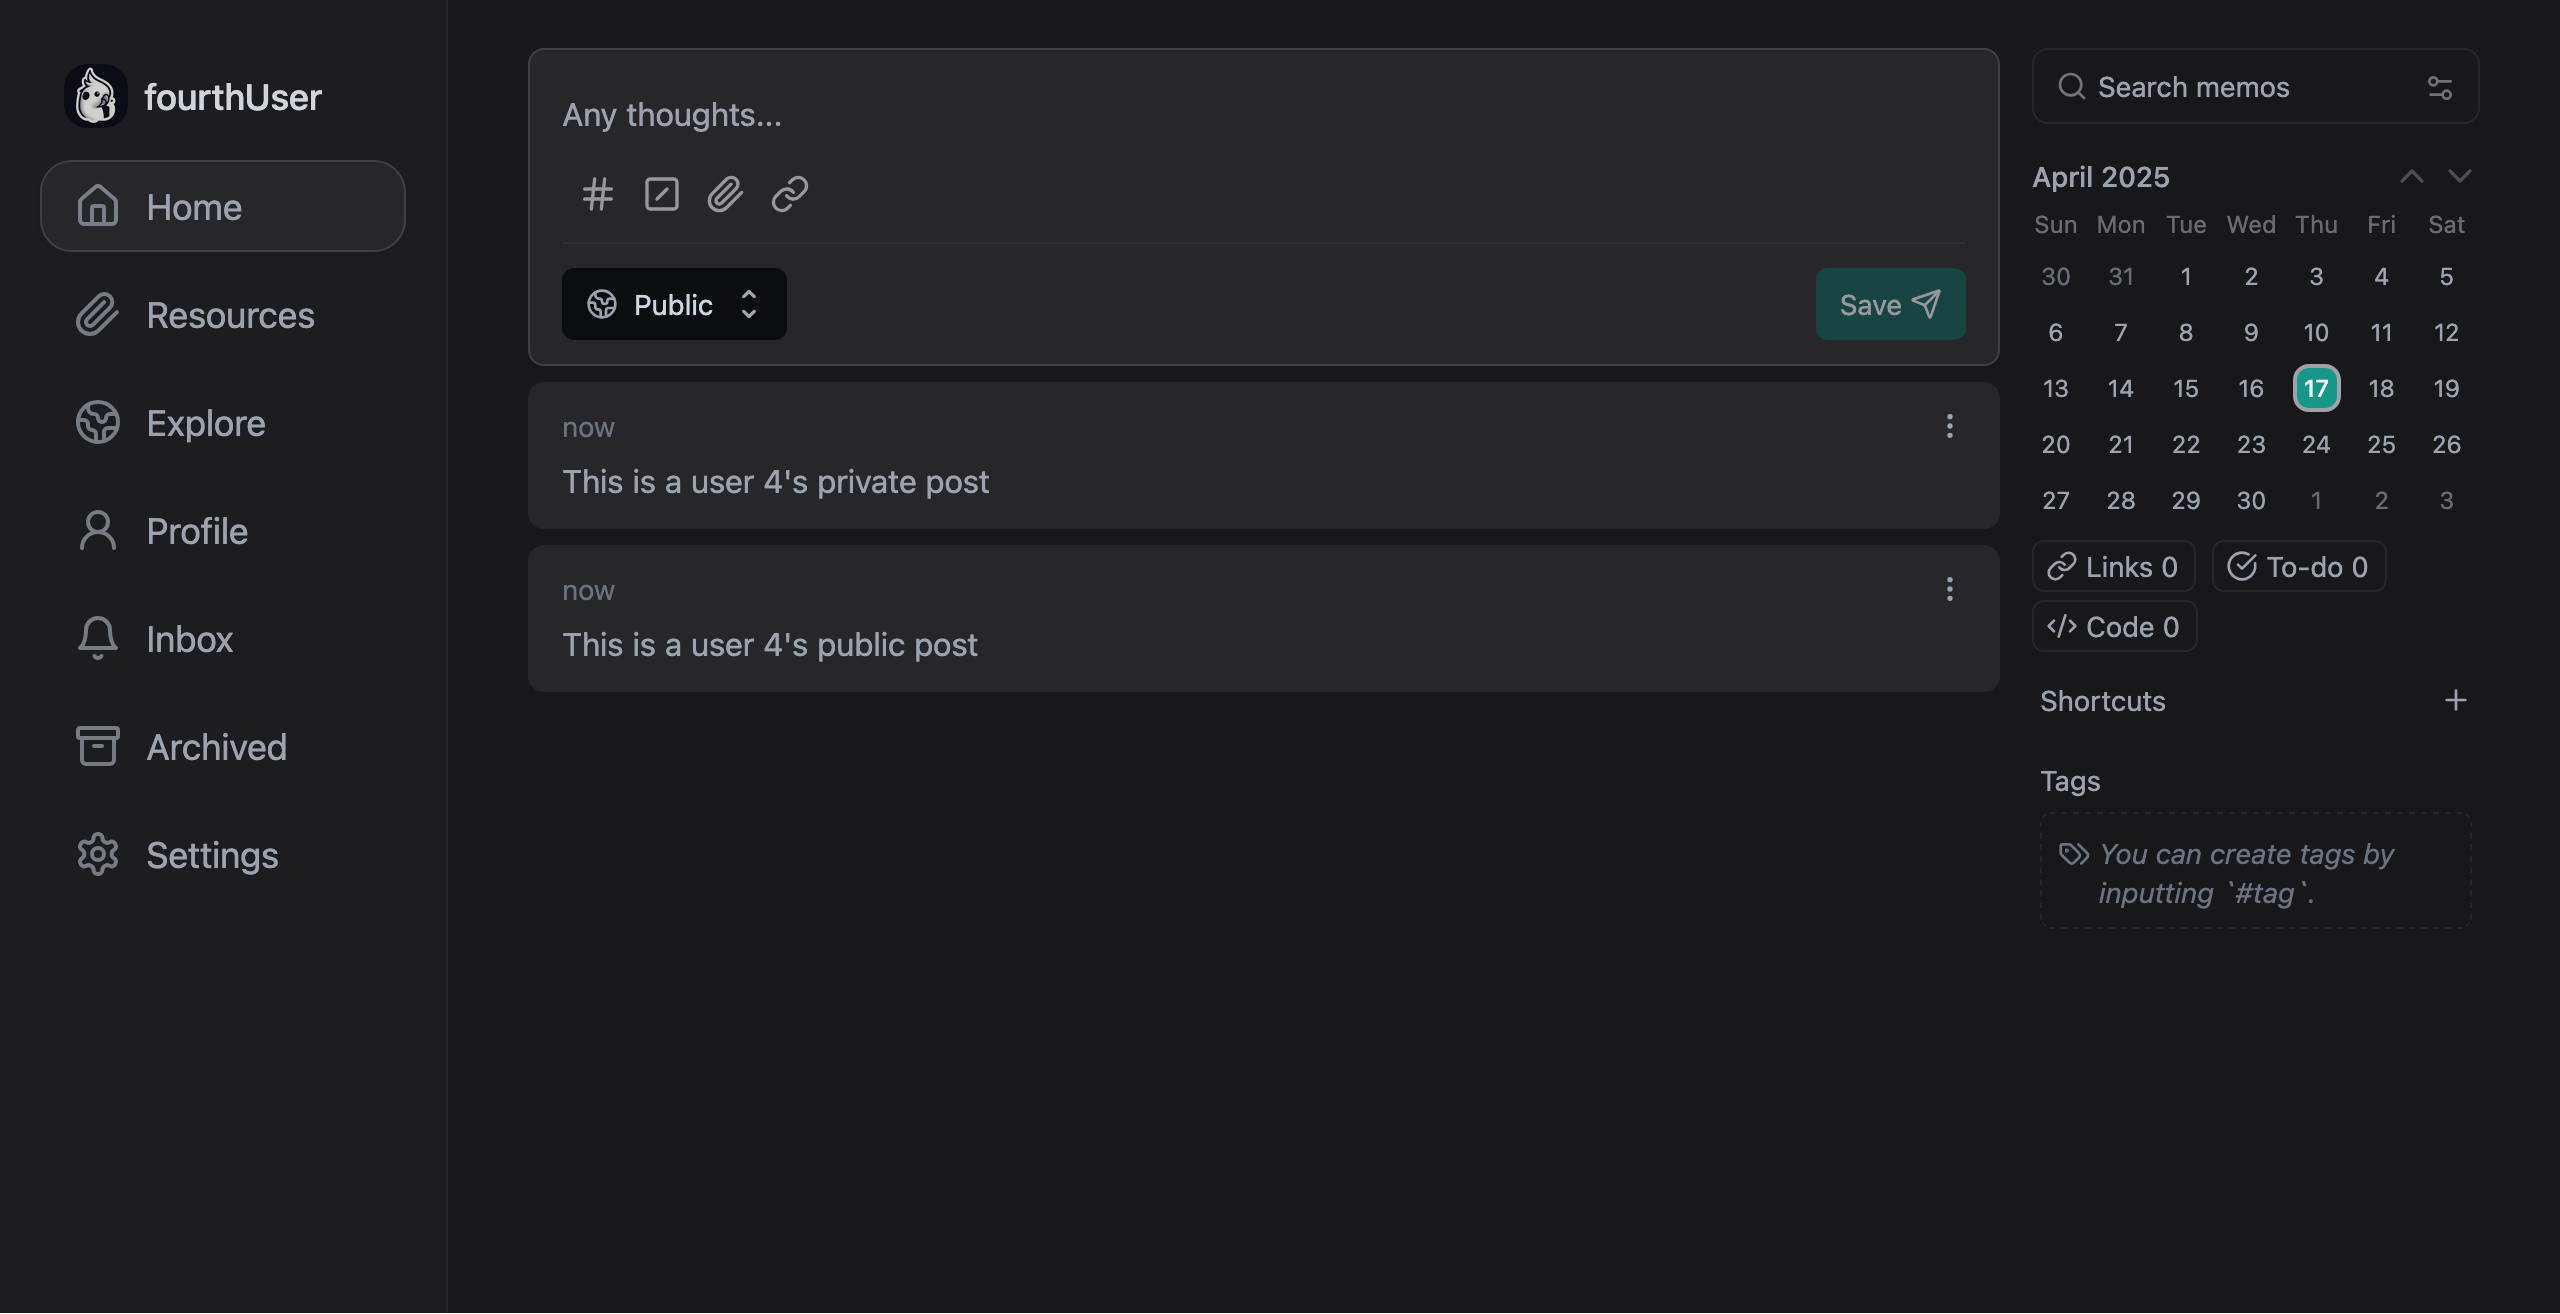 fourthUser
Home
Resources
Explore
Profile
Inbox
Archived
Settings
Any thoughts...
Public
Save
now
This is a user 4's private post
now
This is a user 4's public post
Search memos
April 2025
Sun Mon Tue Wed Thu Fri Sat
30 31 1 2 3 4 5
6 7 8 9 10 11 12
13 14 15 16 17 18 19
20 21 22 23 24 25 26
27 28 29 30 1 2 3
Links 0 To-do 0
Code 0
Shortcuts
Tags
You can create tags by
inputting `#tag`.